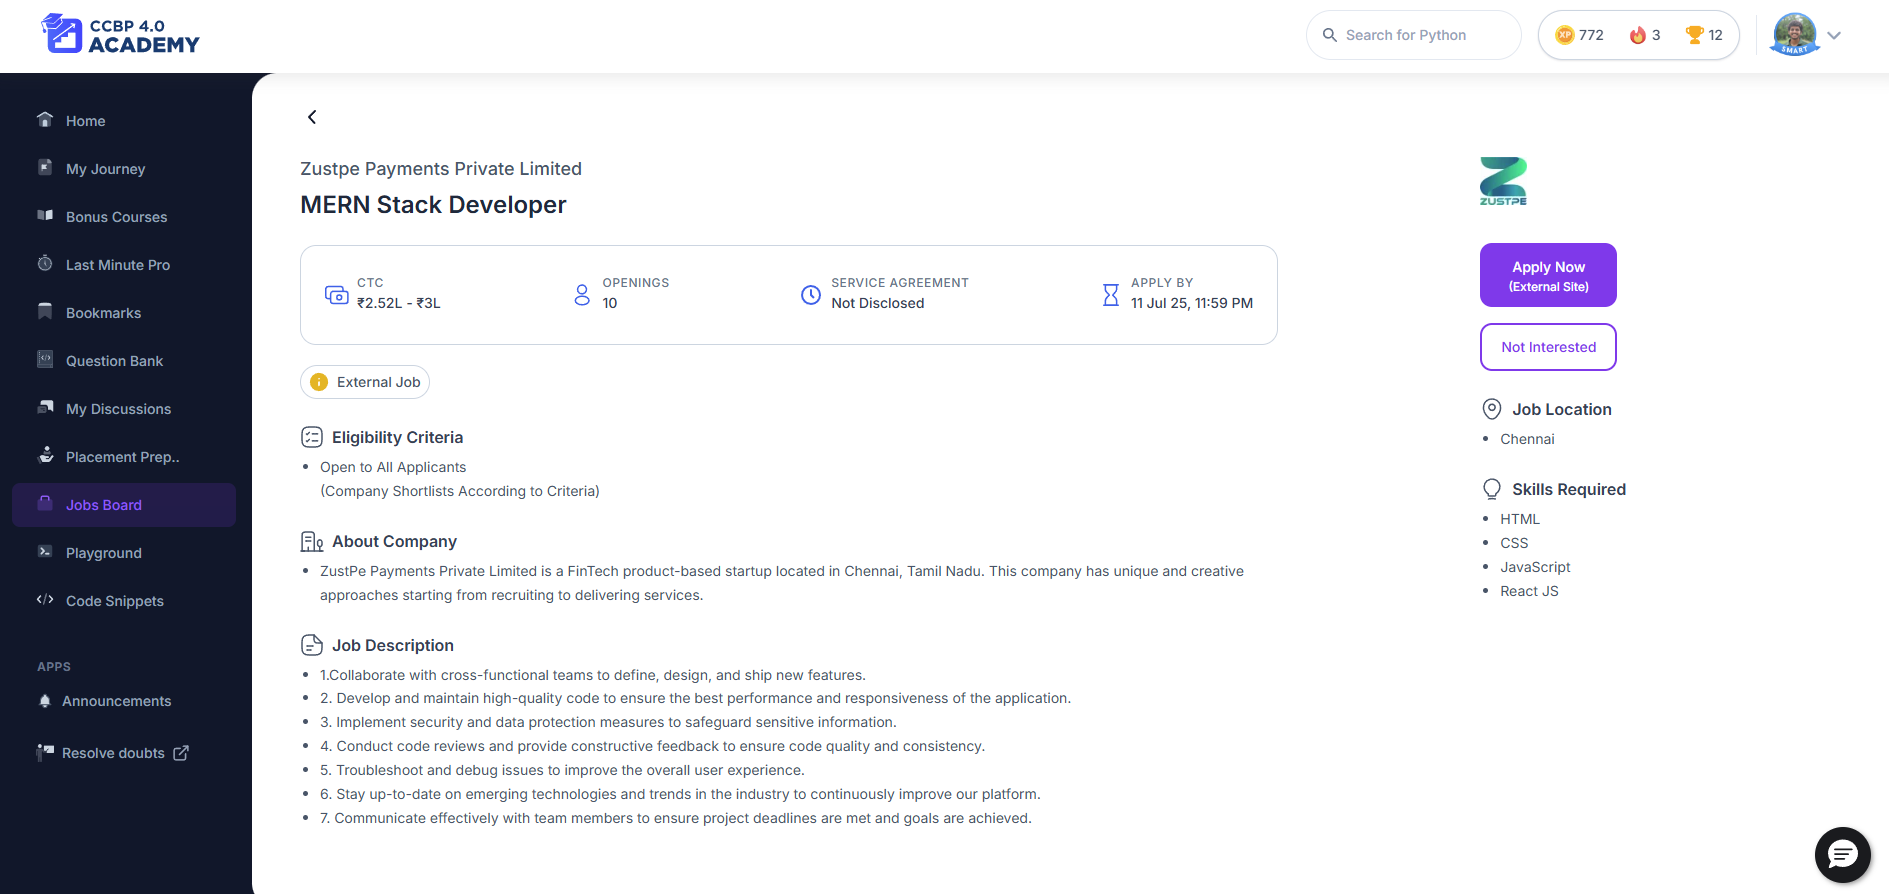 CCBP 4.0
ACADEMY
Search for Python
XP 772
3
12
SMART
Home
My Journey
Bonus Courses
Last Minute Pro
Bookmarks
Question Bank
My Discussions
Placement Prep..
Jobs Board
Playground
Code Snippets
APPS
Announcements
Resolve doubts
Zustpe Payments Private Limited
MERN Stack Developer
CTC
₹2.52L - ₹3L
OPENINGS
10
SERVICE AGREEMENT
Not Disclosed
APPLY BY
11 Jul 25, 11:59 PM
External Job
Eligibility Criteria
• Open to All Applicants
(Company Shortlists According to Criteria)
About Company
• ZustPe Payments Private Limited is a FinTech product-based startup located in Chennai, Tamil Nadu. This company has unique and creative
approaches starting from recruiting to delivering services.
Job Description
• 1.Collaborate with cross-functional teams to define, design, and ship new features.
• 2. Develop and maintain high-quality code to ensure the best performance and responsiveness of the application.
• 3. Implement security and data protection measures to safeguard sensitive information.
• 4. Conduct code reviews and provide constructive feedback to ensure code quality and consistency.
• 5. Troubleshoot and debug issues to improve the overall user experience.
• 6. Stay up-to-date on emerging technologies and trends in the industry to continuously improve our platform.
• 7. Communicate effectively with team members to ensure project deadlines are met and goals are achieved.
ZUSTPE
Apply Now
(External Site)
Not Interested
Job Location
• Chennai
Skills Required
• HTML
• CSS
• JavaScript
• React JS